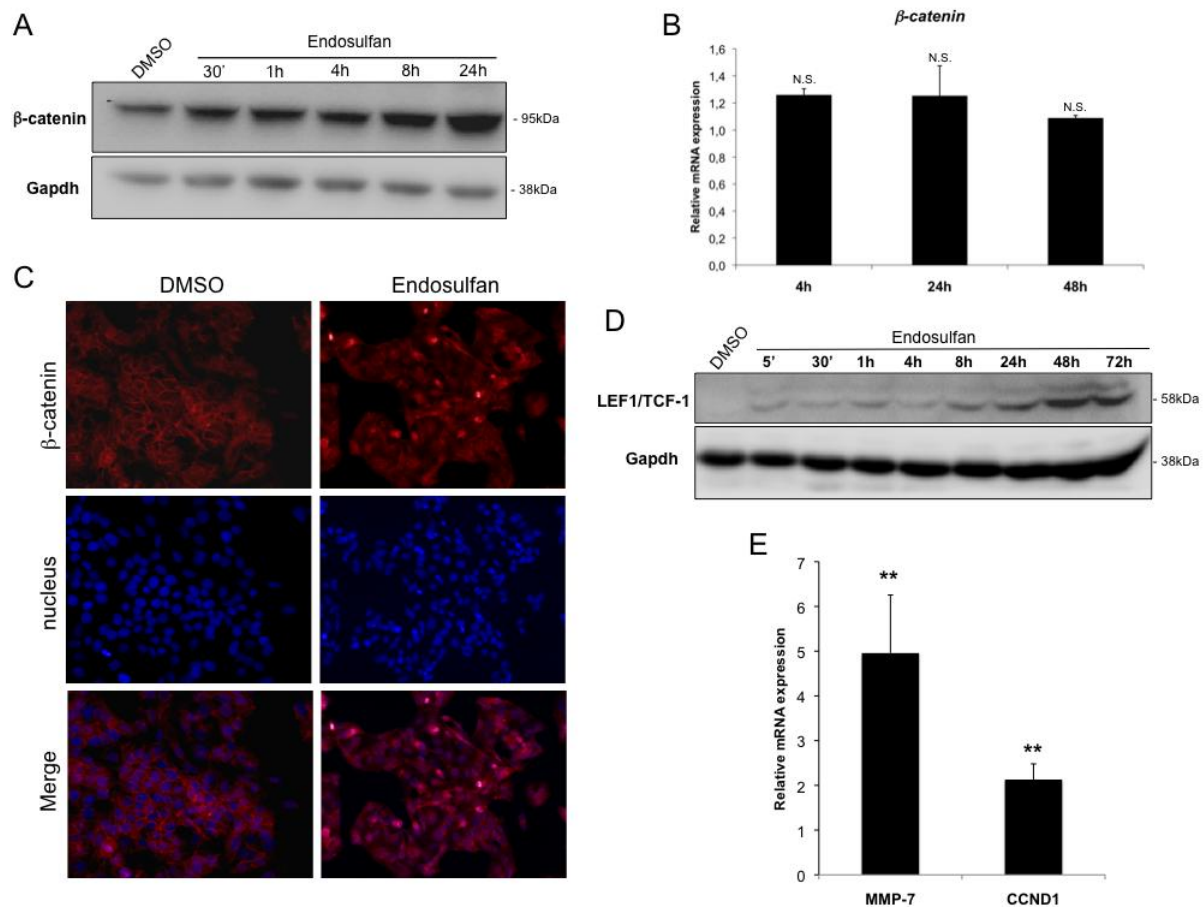 A
DMSO
Endosulfan
30' 1h 4h 8h 24h
β-catenin
- 95kDa
Gapdh
- 38kDa
B
β-catenin
Relative mRNA expression
1,6
1,4
1,2
1,0
0,8
0,6
0,4
0,2
0,0
N.S. N.S. N.S.
4h 24h 48h
C
DMSO Endosulfan
β-catenin
nucleus
Merge
D
DMSO
Endosulfan
5' 30' 1h 4h 8h 24h 48h 72h
LEF1/TCF-1
- 58kDa
Gapdh
- 38kDa
E
Relative mRNA expression
7
6
5
4
3
2
1
0
**
**
MMP-7 CCND1